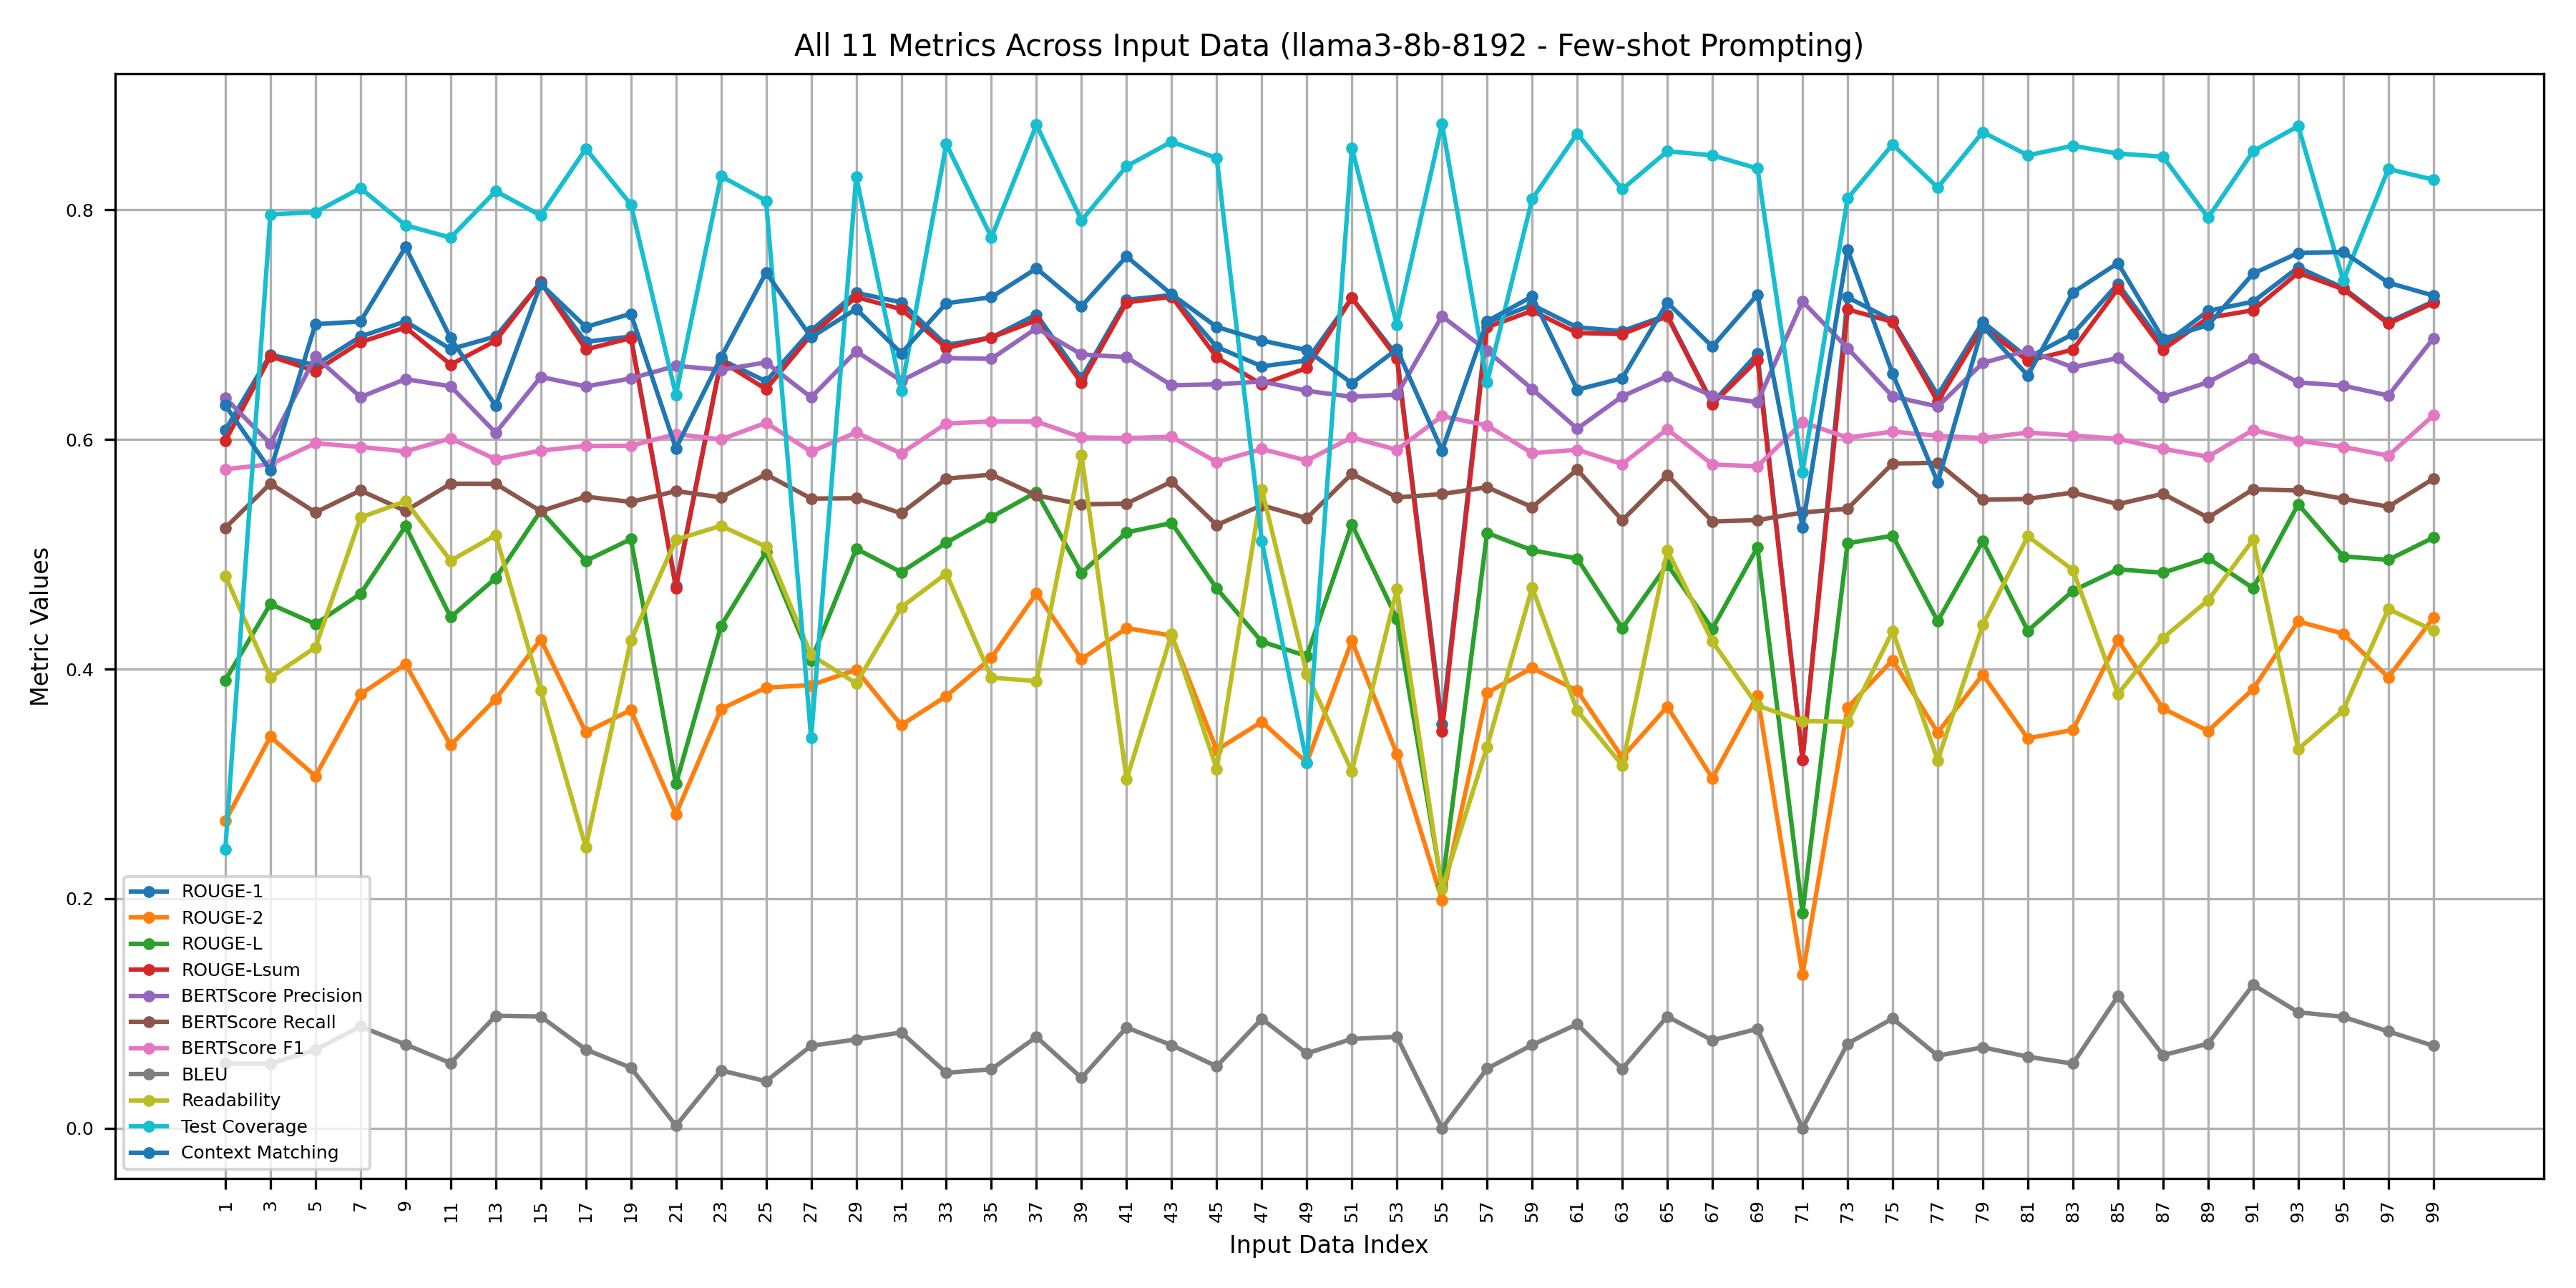 All 11 Metrics Across Input Data (llama3-8b-8192 - Few-shot Prompting)
Metric Values
0.8
0.6
0.4
0.2
0.0
ROUGE-1
ROUGE-2
ROUGE-L
ROUGE-Lsum
BERTScore Precision
BERTScore Recall
BERTScore F1
BLEU
Readability
Test Coverage
Context Matching
1 3 5 7 9 11 13 15 17 19 21 23 25 27 29 31 33 35 37 39 41 43 45 47 49 51 53 55 57 59 61 63 65 67 69 71 73 75 77 79 81 83 85 87 89 91 93 95 97 99
Input Data Index